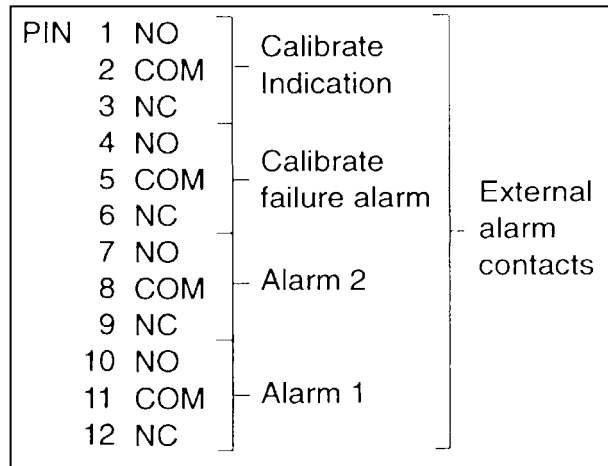 PIN 1 NO
2 COM
3 NC
4 NO
5 COM
6 NC
7 NO
8 COM
9 NC
10 NO
11 COM
12 NC
Calibrate
Indication
Calibrate
failure alarm
Alarm 2
Alarm 1
External
alarm
contacts